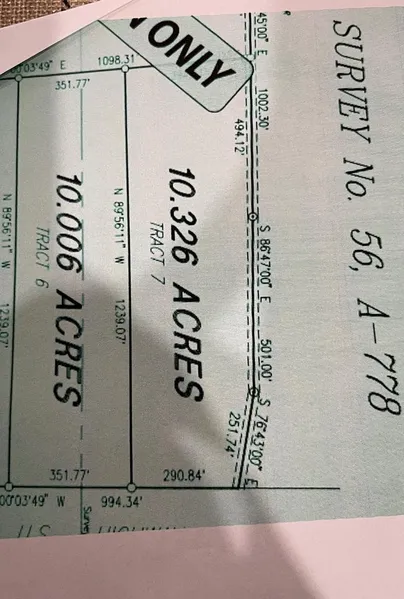 SURVEY No. 56, A-778
ONLY
45'00" E
1002.30'
494.12'
S 86°47'00" E
501.00'
S 76°43'00" E
251.74'
10.326 ACRES
TRACT 7
1098.31'
290.84'
N 89°56'11" W
1239.07'
994.34'
00°03'49" E
351.77'
10.006 ACRES
TRACT 6
351.77'
00°03'49" W
N 89°56'11" W
1239.07'
Survey